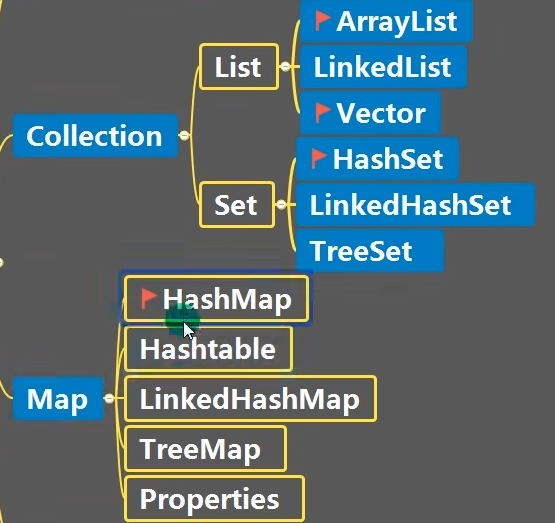 ArrayList
List
LinkedList
Vector
Collection
HashSet
Set
LinkedHashSet
TreeSet
HashMap
Hashtable
Map
LinkedHashMap
TreeMap
Properties